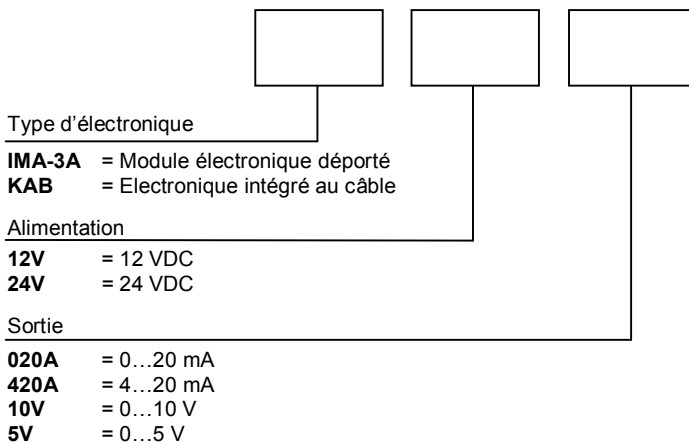 Type d’électronique
IMA-3A = Module électronique déporté
KAB = Electronique intégré au câble
Alimentation
12V = 12 VDC
24V = 24 VDC
Sortie
020A = 0…20 mA
420A = 4…20 mA
10V = 0…10 V
5V = 0…5 V